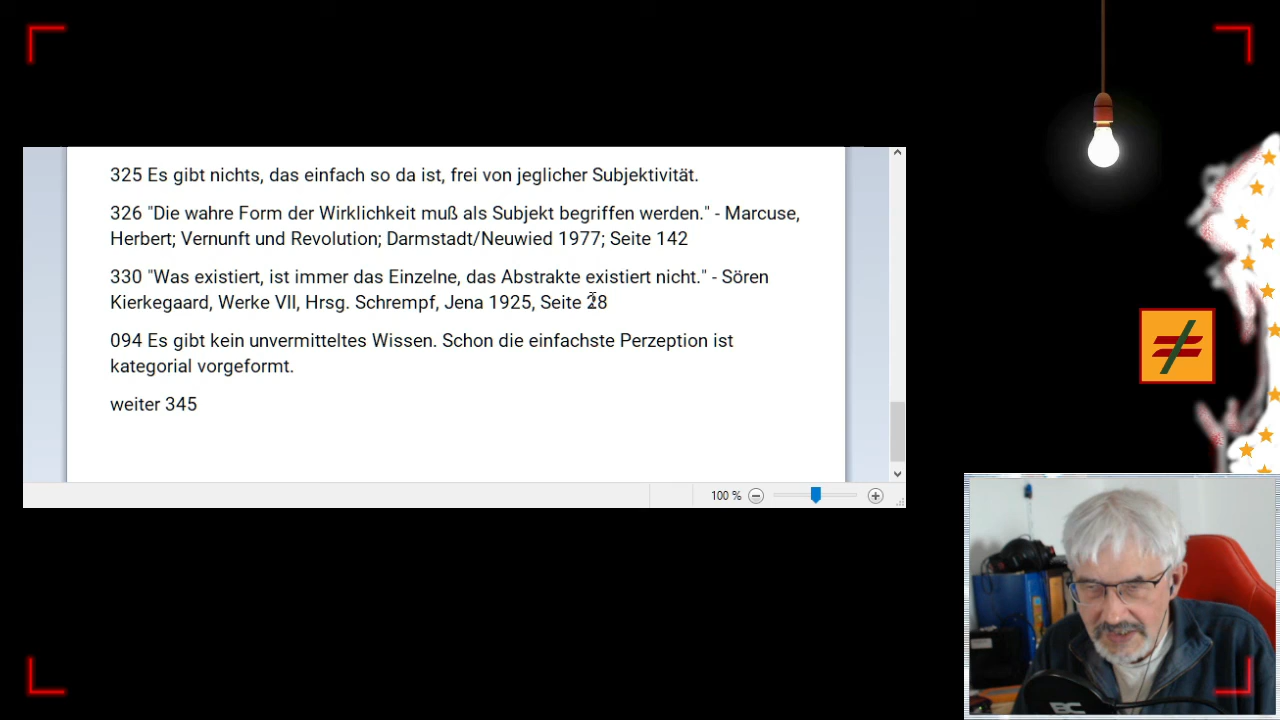 325 Es gibt nichts, das einfach so da ist, frei von jeglicher Subjektivität.
326 "Die wahre Form der Wirklichkeit muß als Subjekt begriffen werden." - Marcuse,
Herbert; Vernunft und Revolution; Darmstadt/Neuwied 1977; Seite 142
330 "Was existiert, ist immer das Einzelne, das Abstrakte existiert nicht." - Sören
Kierkegaard, Werke VII, Hrsg. Schrempf, Jena 1925, Seite 28
094 Es gibt kein unvermitteltes Wissen. Schon die einfachste Perzeption ist
kategorial vorgeformt.
weiter 345
100 %